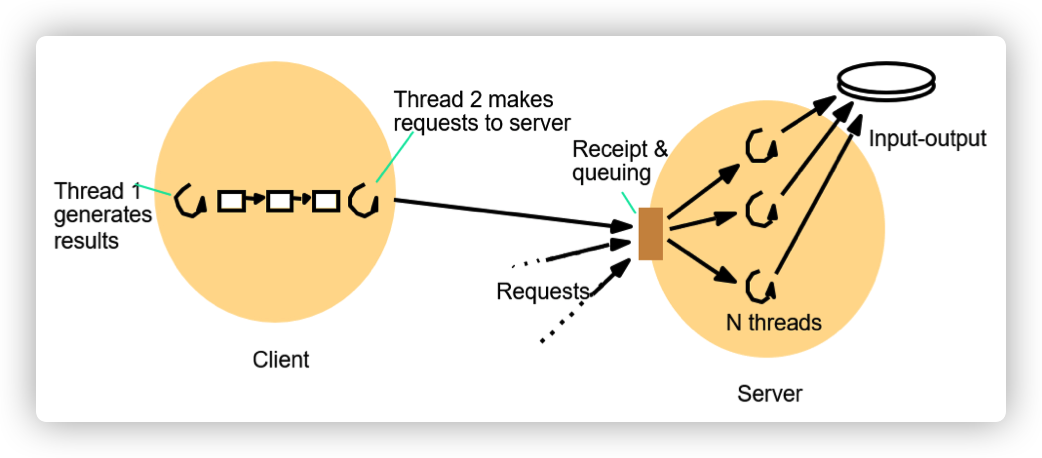 Thread 2 makes
requests to server
Thread 1
generates
results
Receipt &
queuing
Input-output
Requests
N threads
Client
Server